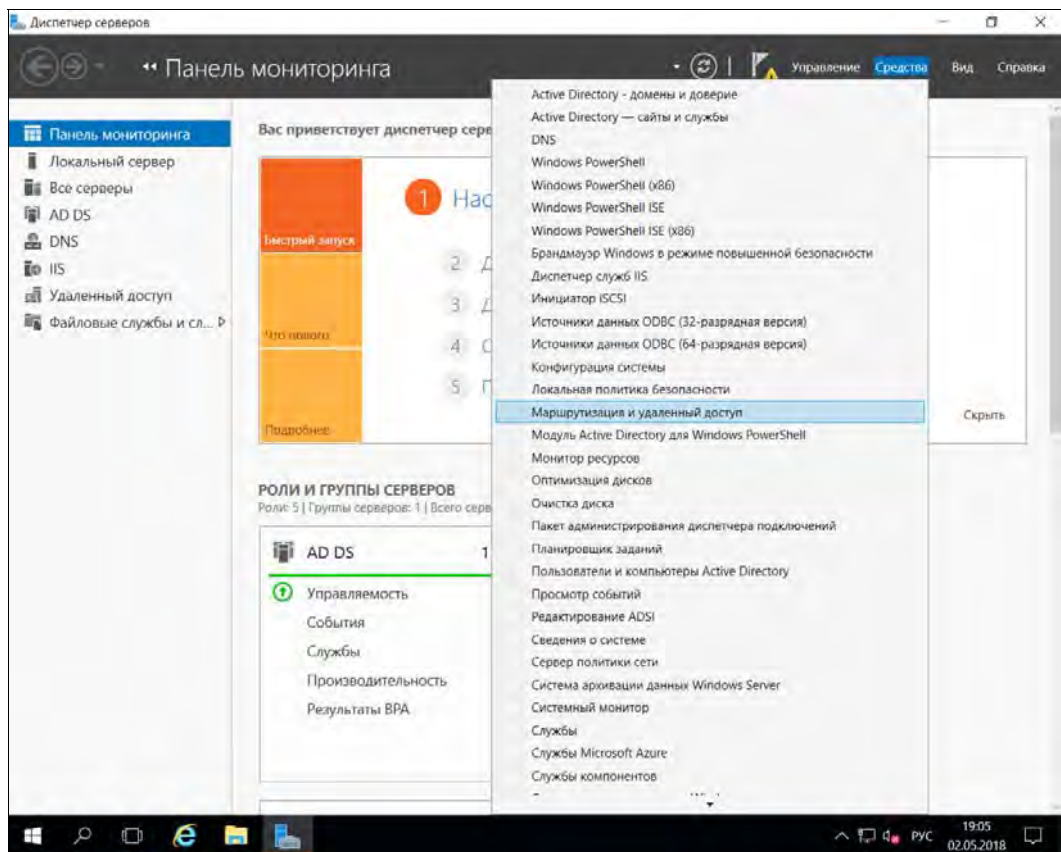 Диспетчер серверов
Панель мониторинга
Управление Средства Вид Справка
Панель мониторинга
Локальный сервер
Все серверы
AD DS
DNS
IIS
Удаленный доступ
Файловые службы и сл...
Вас приветствует диспетчер серве
Быстрый запуск
Что нового
Подробнее
1 Нас
2 Д
3 Д
4 С
5 П
Скрыть
РОЛИ И ГРУППЫ СЕРВЕРОВ
Роли: 5 | Группы серверов: 1 | Всего серве
AD DS 1
Управляемость
События
Службы
Производительность
Результаты BPA
Active Directory - домены и доверие
Active Directory — сайты и службы
DNS
Windows PowerShell
Windows PowerShell (x86)
Windows PowerShell ISE
Windows PowerShell ISE (x86)
Брандмауэр Windows в режиме повышенной безопасности
Диспетчер служб IIS
Инициатор iSCSI
Источники данных ODBC (32-разрядная версия)
Источники данных ODBC (64-разрядная версия)
Конфигурация системы
Локальная политика безопасности
Маршрутизация и удаленный доступ
Модуль Active Directory для Windows PowerShell
Монитор ресурсов
Оптимизация дисков
Очистка диска
Пакет администрирования диспетчера подключений
Планировщик заданий
Пользователи и компьютеры Active Directory
Просмотр событий
Редактирование ADSI
Сведения о системе
Сервер политики сети
Система архивации данных Windows Server
Системный монитор
Службы
Службы Microsoft Azure
Службы компонентов
РУС
19:05
02.05.2018